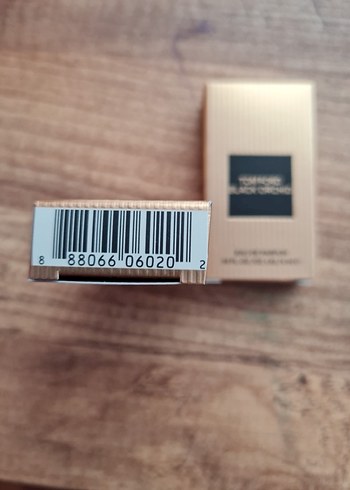 TOM FORD
BLACK ORCHID
EAU DE PARFUM
8 88066 06020 2